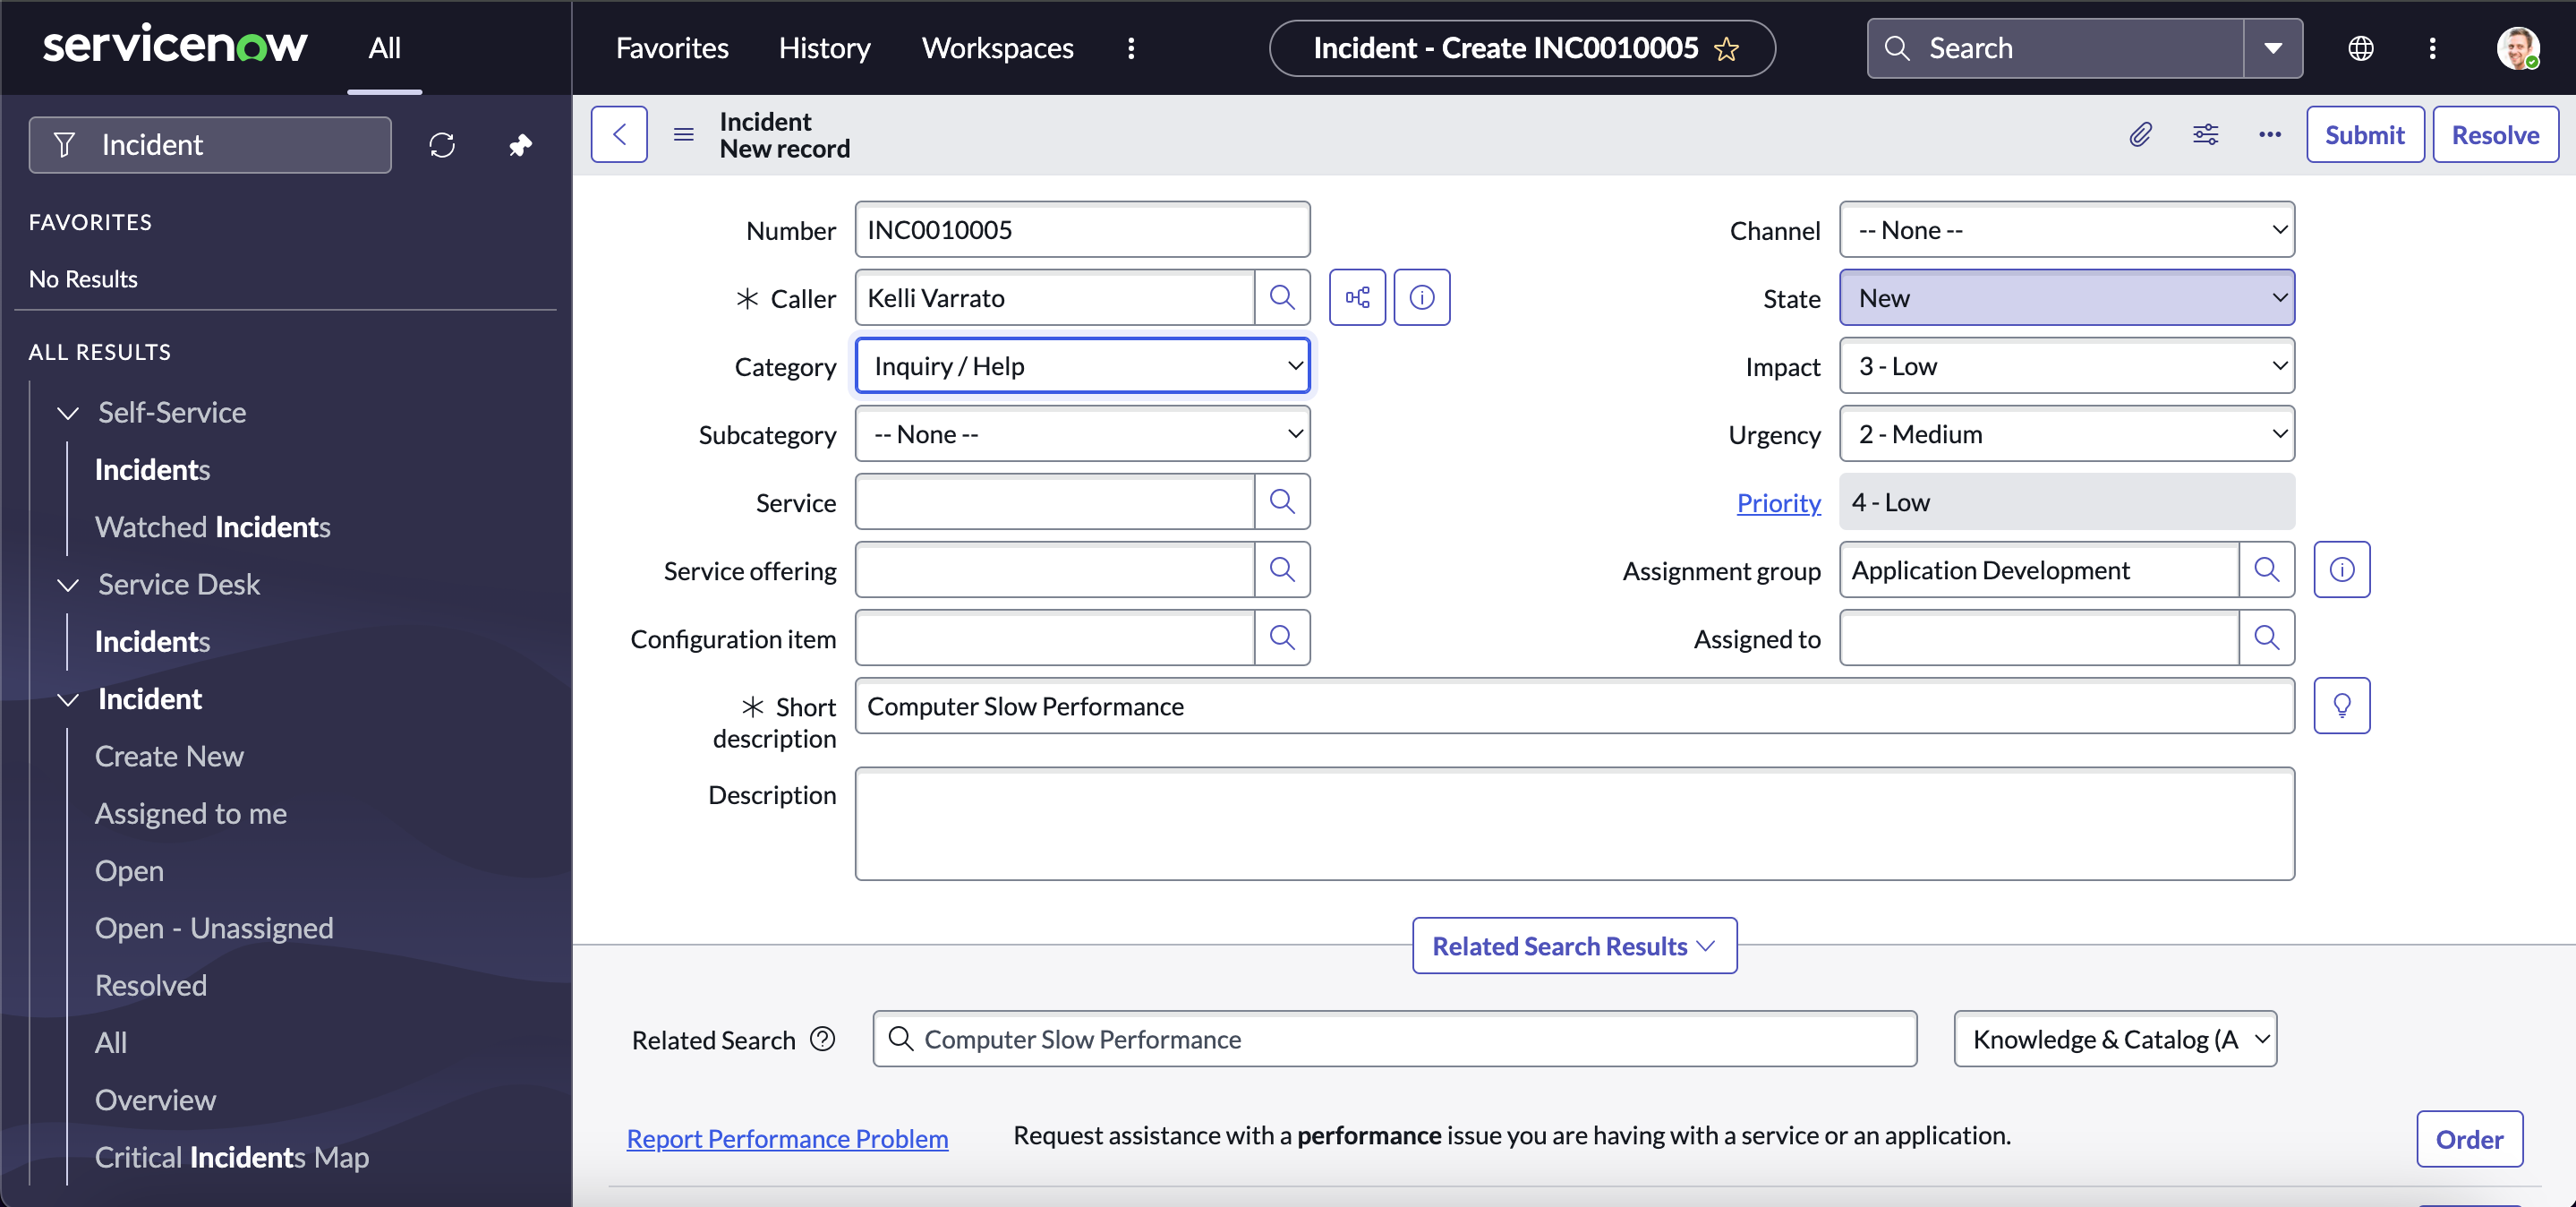 servicenow
All
Favorites
History
Workspaces
Incident - Create INC0010005
Search
Incident
FAVORITES
No Results
ALL RESULTS
Self-Service
Incidents
Watched Incidents
Service Desk
Incidents
Incident
Create New
Assigned to me
Open
Open - Unassigned
Resolved
All
Overview
Critical Incidents Map
Incident
New record
Submit
Resolve
Number
INC0010005
Caller
Kelli Varrato
Category
Inquiry / Help
Subcategory
-- None --
Service
Service offering
Configuration item
Channel
-- None --
State
New
Impact
3 - Low
Urgency
2 - Medium
Priority
4 - Low
Assignment group
Application Development
Assigned to
Short
description
Computer Slow Performance
Description
Related Search Results
Related Search
Computer Slow Performance
Knowledge & Catalog (A
Report Performance Problem
Request assistance with a performance issue you are having with a service or an application.
Order